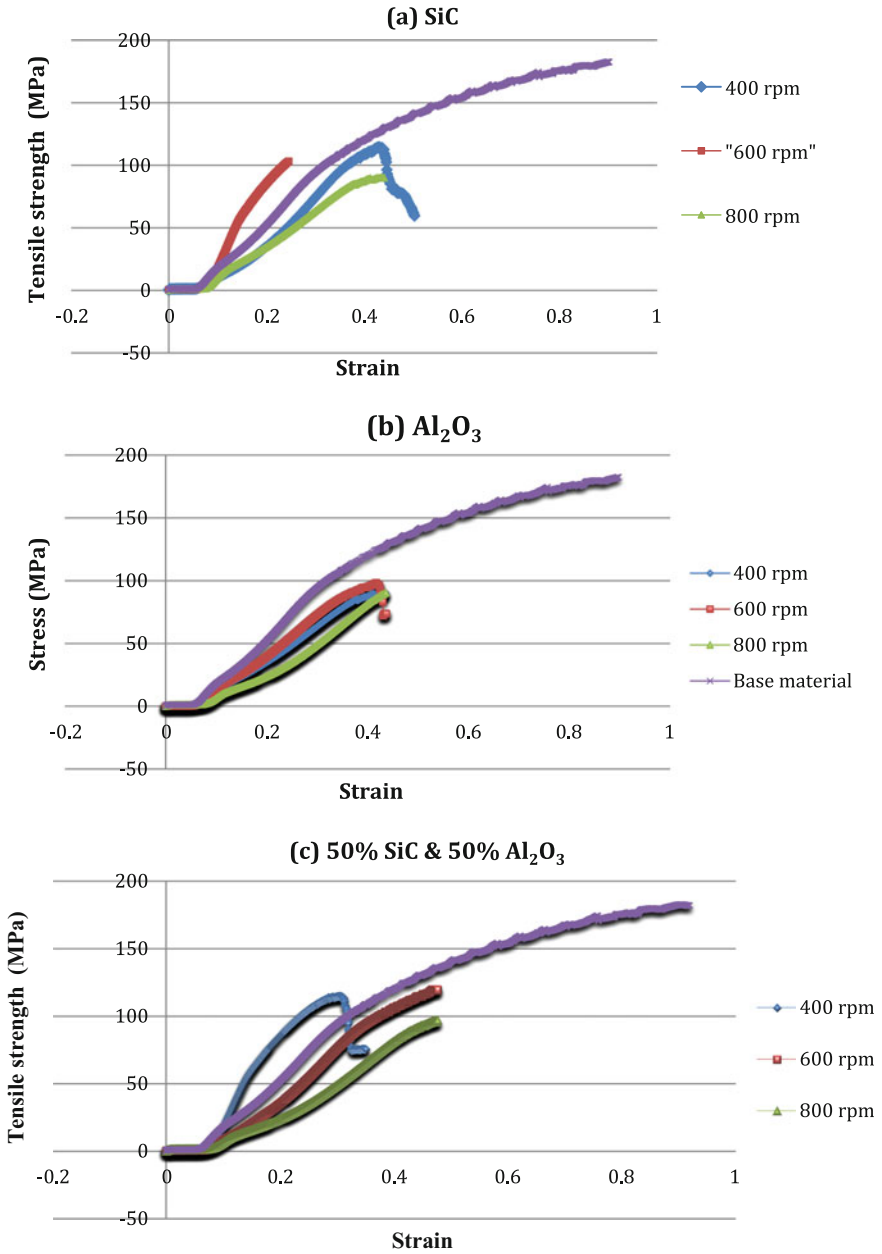 (a) SiC
Tensile strength (MPa)
200
150
100
50
0
-50
-0.2
0
0.2
0.4
0.6
0.8
1
Strain
400 rpm
"600 rpm"
800 rpm
(b) Al₂O₃
Stress (MPa)
200
150
100
50
0
-50
-0.2
0
0.2
0.4
0.6
0.8
1
Strain
400 rpm
600 rpm
800 rpm
Base material
(c) 50% SiC & 50% Al₂O₃
Tensile strength (MPa)
200
150
100
50
0
-50
-0.2
0
0.2
0.4
0.6
0.8
1
Strain
400 rpm
600 rpm
800 rpm